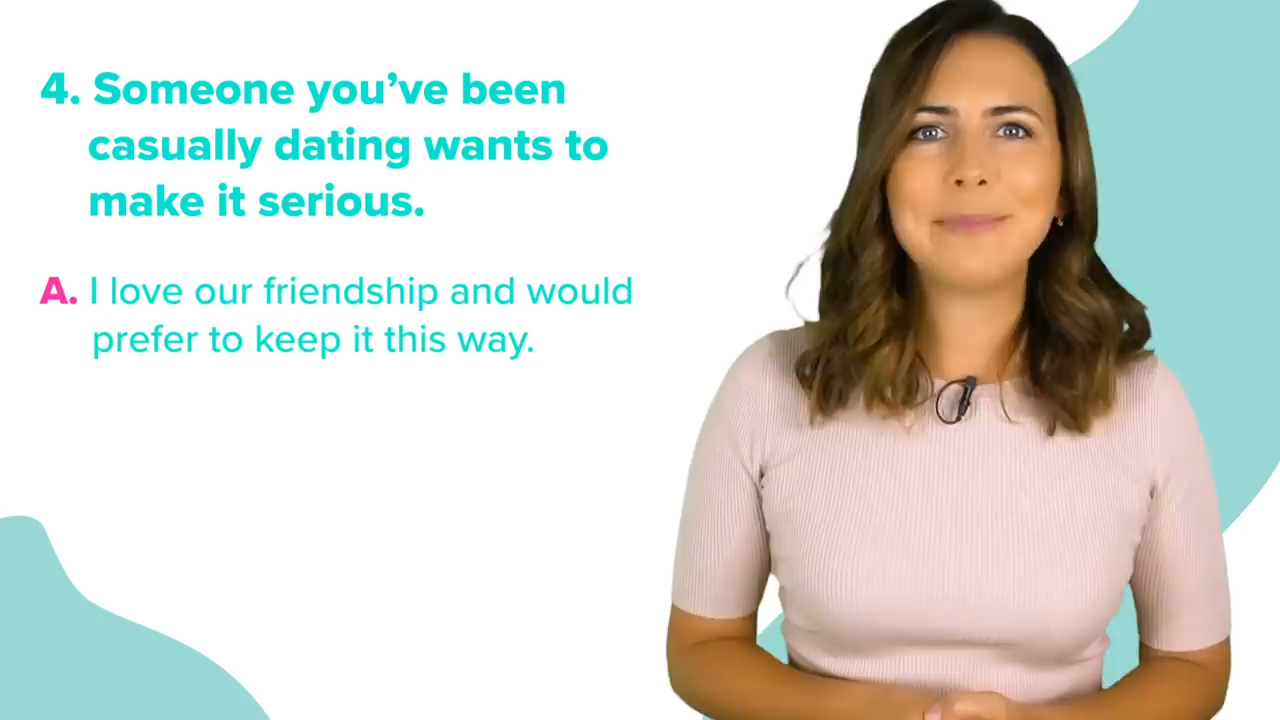 4. Someone you’ve been
casually dating wants to
make it serious.
A. I love our friendship and would
prefer to keep it this way.